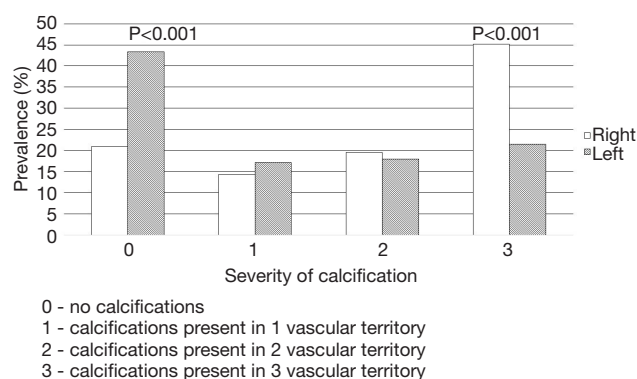 50
45
40
35
30
25
20
15
10
5
0
Prevalence (%)
P<0.001
P<0.001
Right
Left
0 1 2 3
Severity of calcification
0 - no calcifications
1 - calcifications present in 1 vascular territory
2 - calcifications present in 2 vascular territory
3 - calcifications present in 3 vascular territory